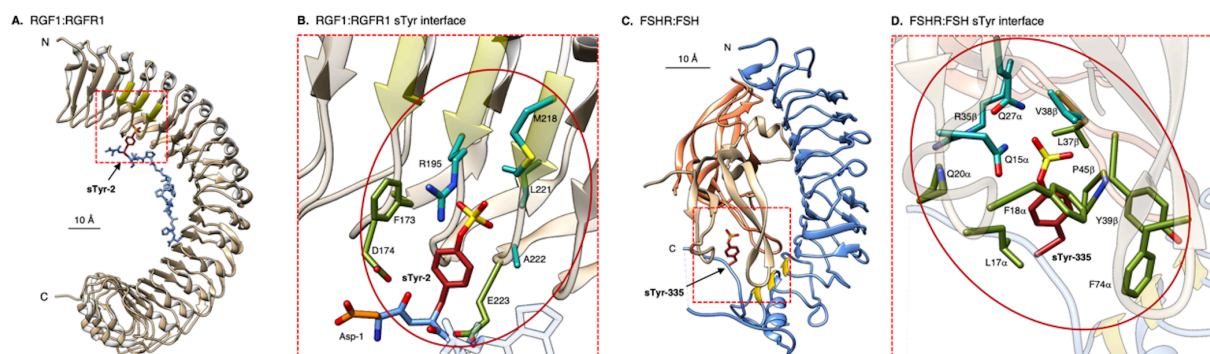 A. RGF1:RGFR1
N
sTyr-2
10 Å
C
B. RGF1:RGFR1 sTyr interface
M218
R195
L221
F173
D174
A222
sTyr-2
E223
Asp-1
C. FSHR:FSH
N
10 Å
C
sTyr-335
D. FSHR:FSH sTyr interface
R35β
Q27α
V38β
L37β
Q15α
Q20α
P45β
F18α
Y39β
L17α
sTyr-335
F74α